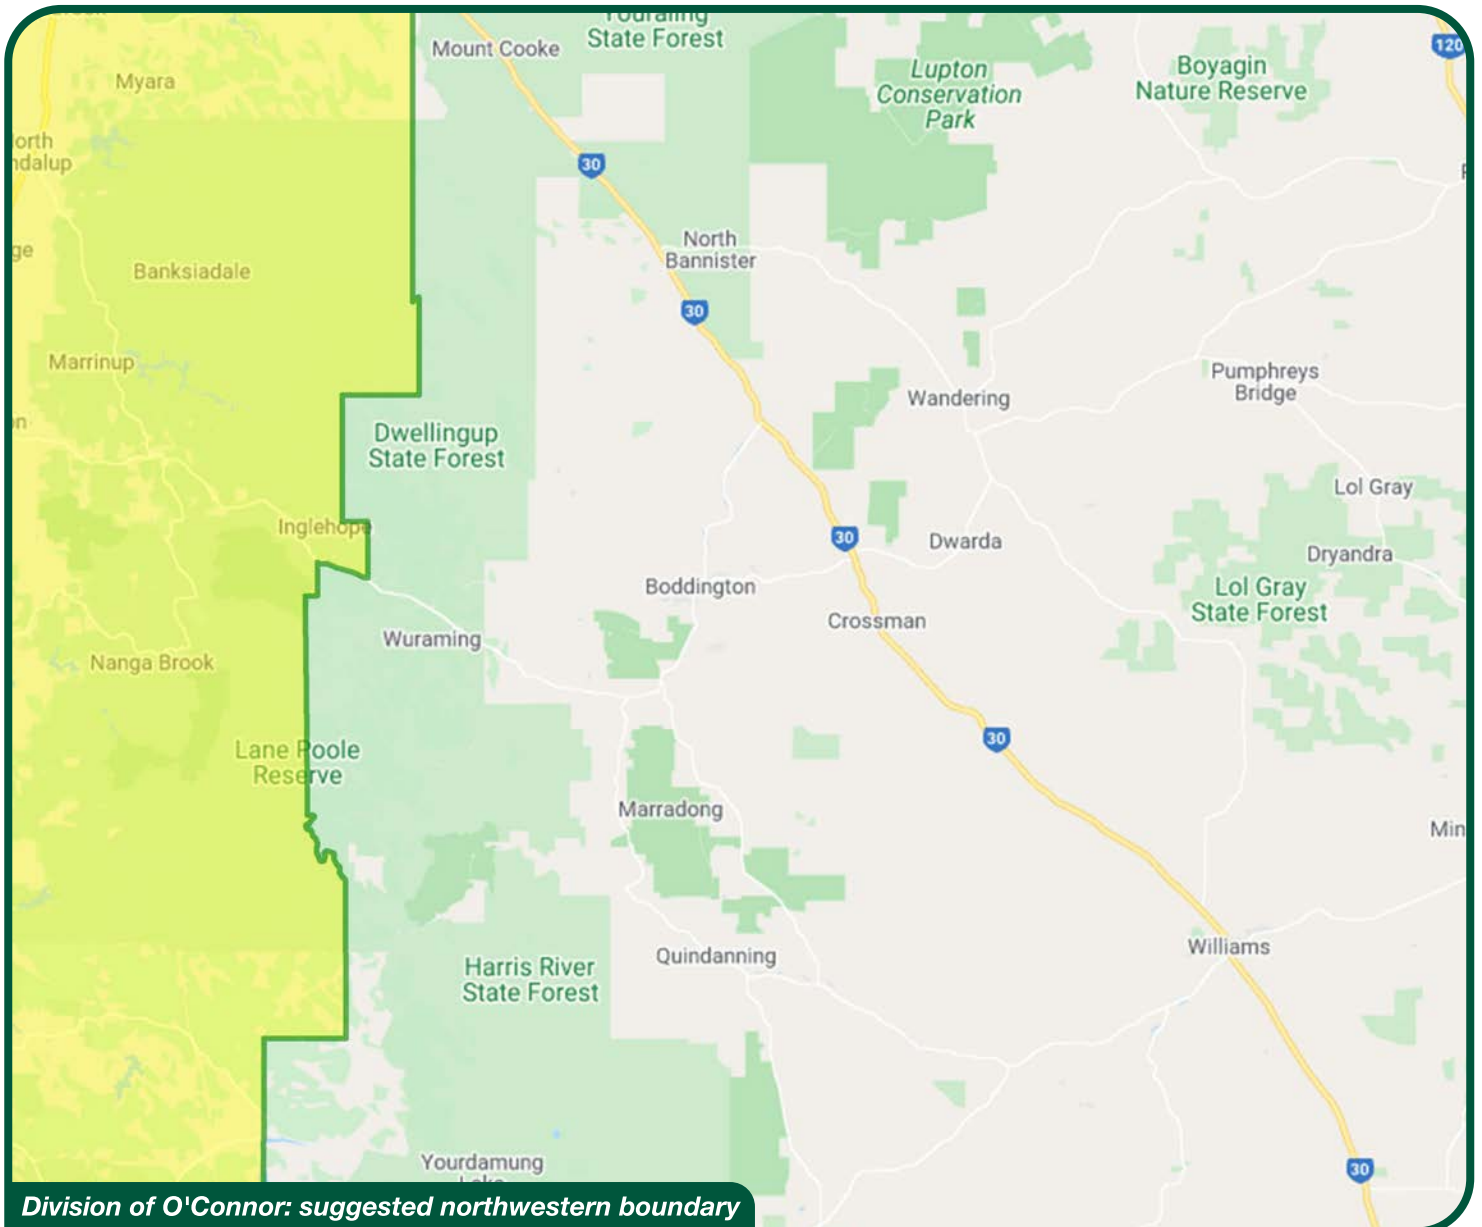 Youraling
State Forest
Mount Cooke
120
Lupton
Conservation
Park
Boyagin
Nature Reserve
Myara
30
North
Bannister
Banksiadale
30
Marrinup
Pumphreys
Bridge
Wandering
Dwellingup
State Forest
Lol Gray
Inglehope
30
Dwarda
Dryandra
Boddington
Lol Gray
State Forest
Crossman
Wuraming
Nanga Brook
30
Lane Poole
Reserve
Marradong
Min
Williams
Quindanning
Harris River
State Forest
Yourdamung
Lake
30
Division of O'Connor: suggested northwestern boundary